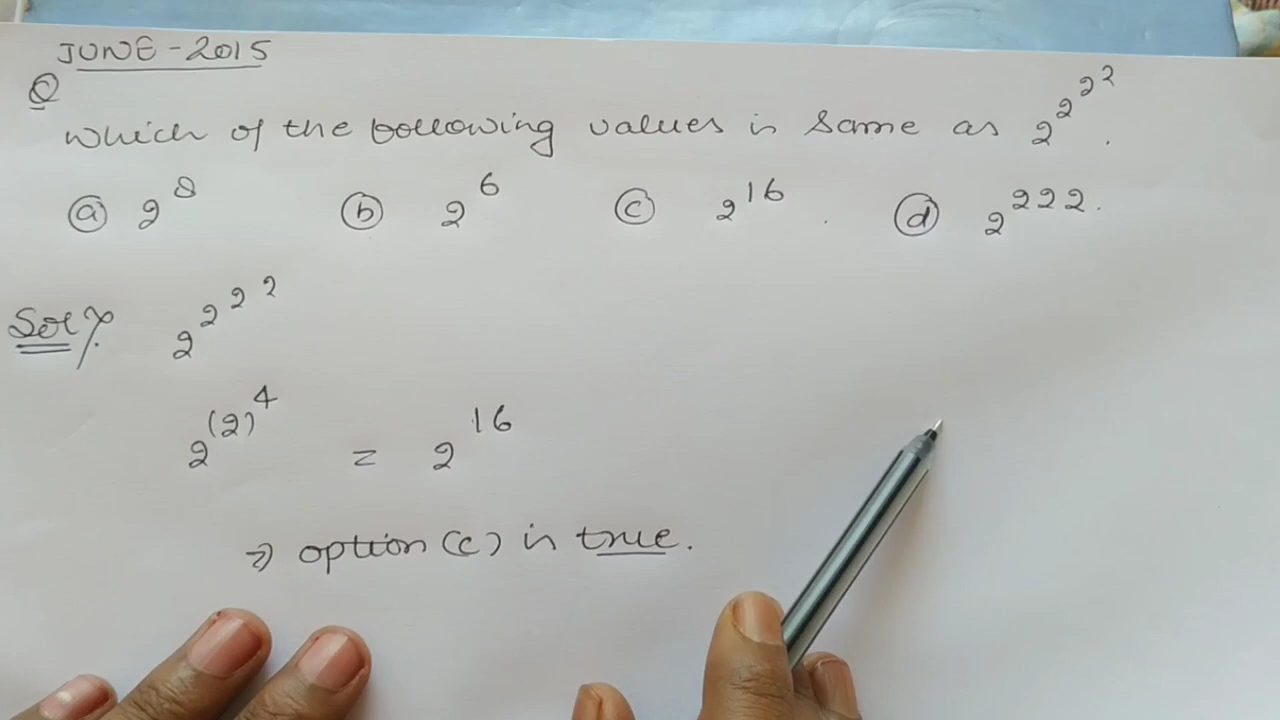 JUNE - 2015
Q
Which of the following values is same as 2^2^2^2.
(a) 2^8 (b) 2^6 (c) 2^16. (d) 2^222.
Sol%. 2^2^2^2
2^(2)^4 = 2^16
⇒ option (c) is true.